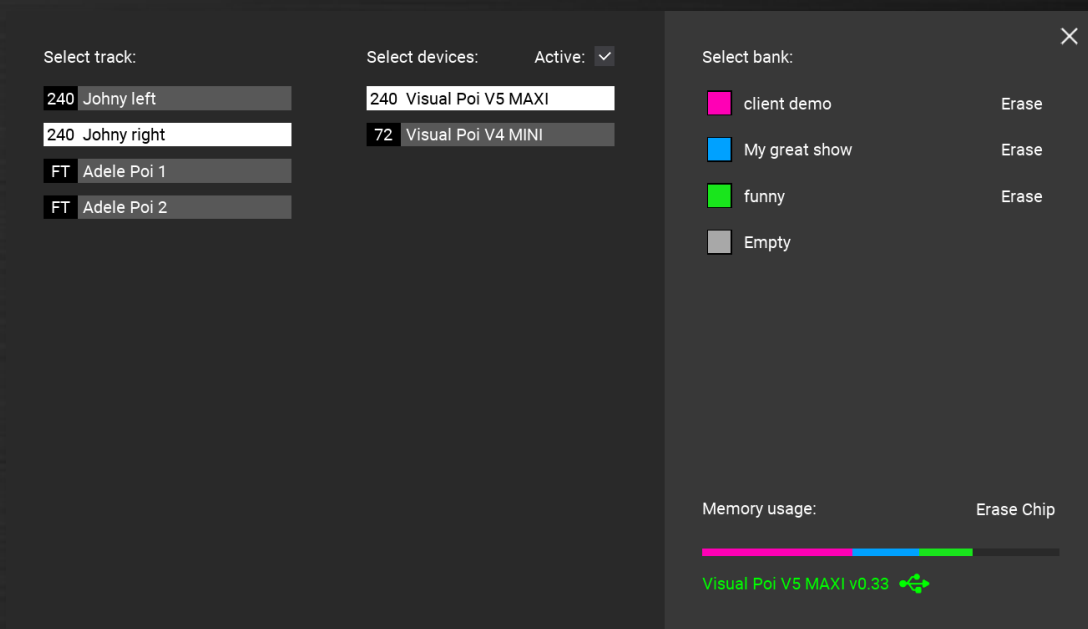 Select track:
240 Johny left
240 Johny right
FT Adele Poi 1
FT Adele Poi 2
Select devices: Active:
240 Visual Poi V5 MAXI
72 Visual Poi V4 MINI
Select bank:
client demo Erase
My great show Erase
funny Erase
Empty
Memory usage: Erase Chip
Visual Poi V5 MAXI v0.33